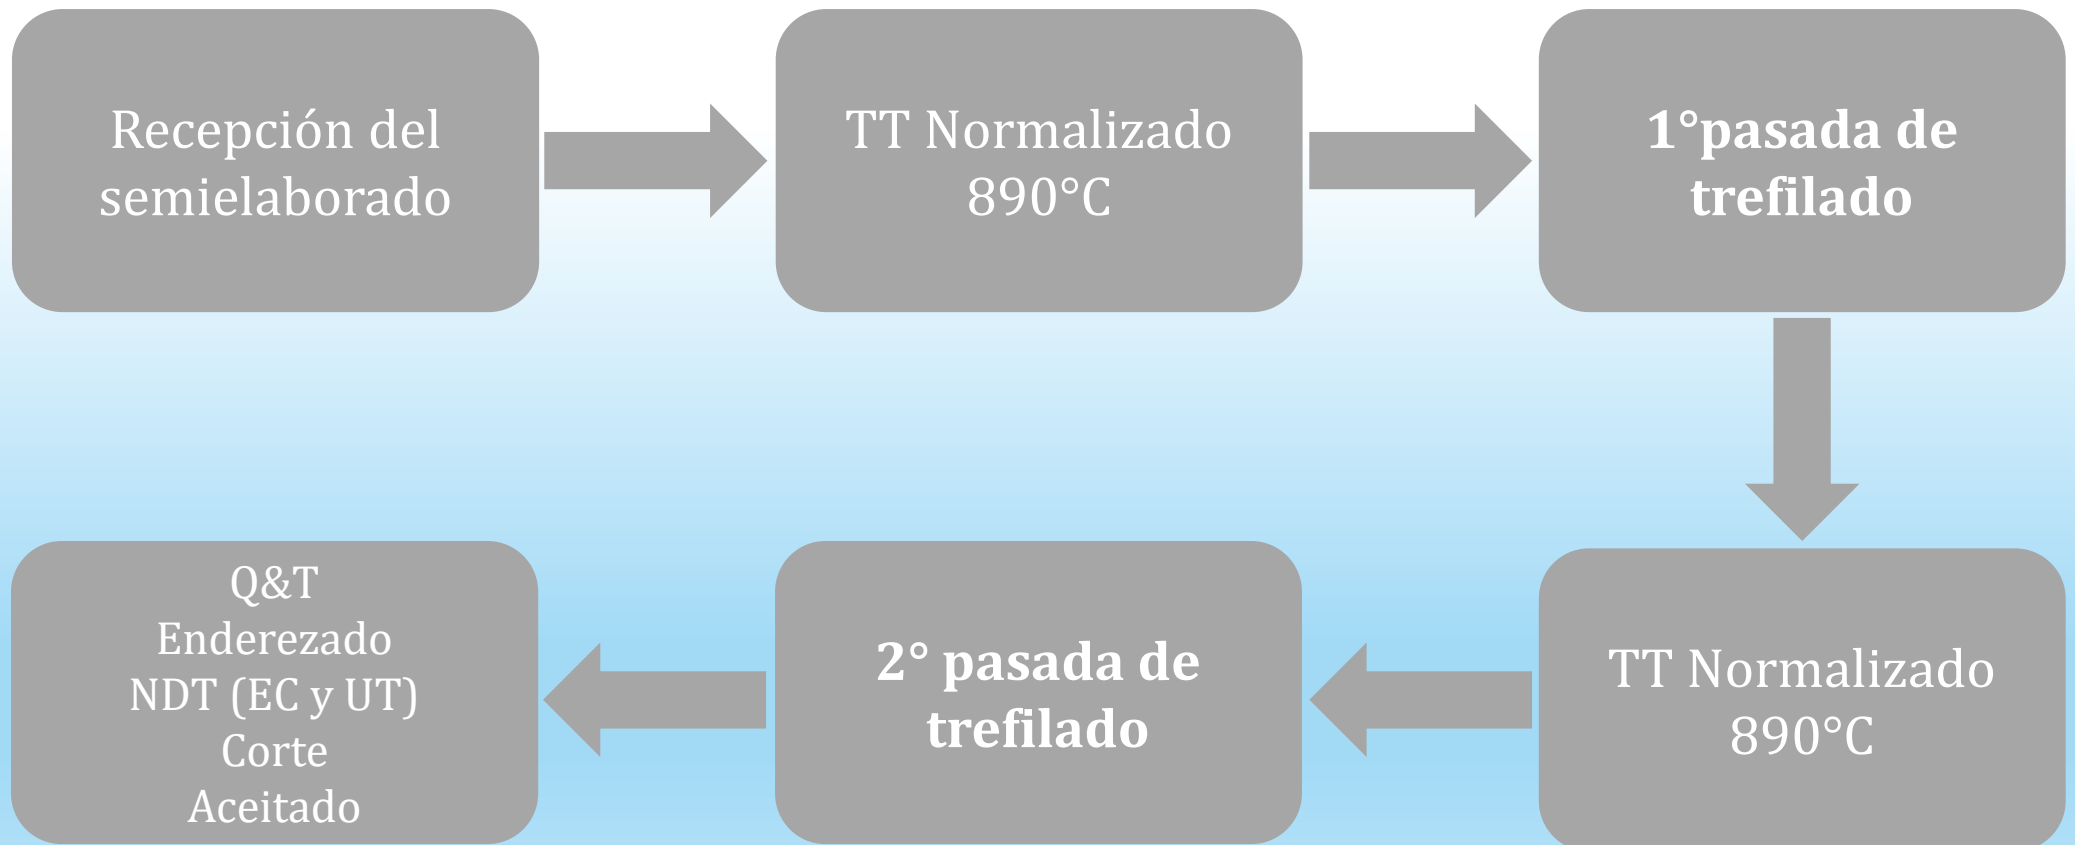 Recepción del
semielaborado
TT Normalizado
890°C
1°pasada de
trefilado
TT Normalizado
890°C
2° pasada de
trefilado
Q&T
Enderezado
NDT (EC y UT)
Corte
Aceitado